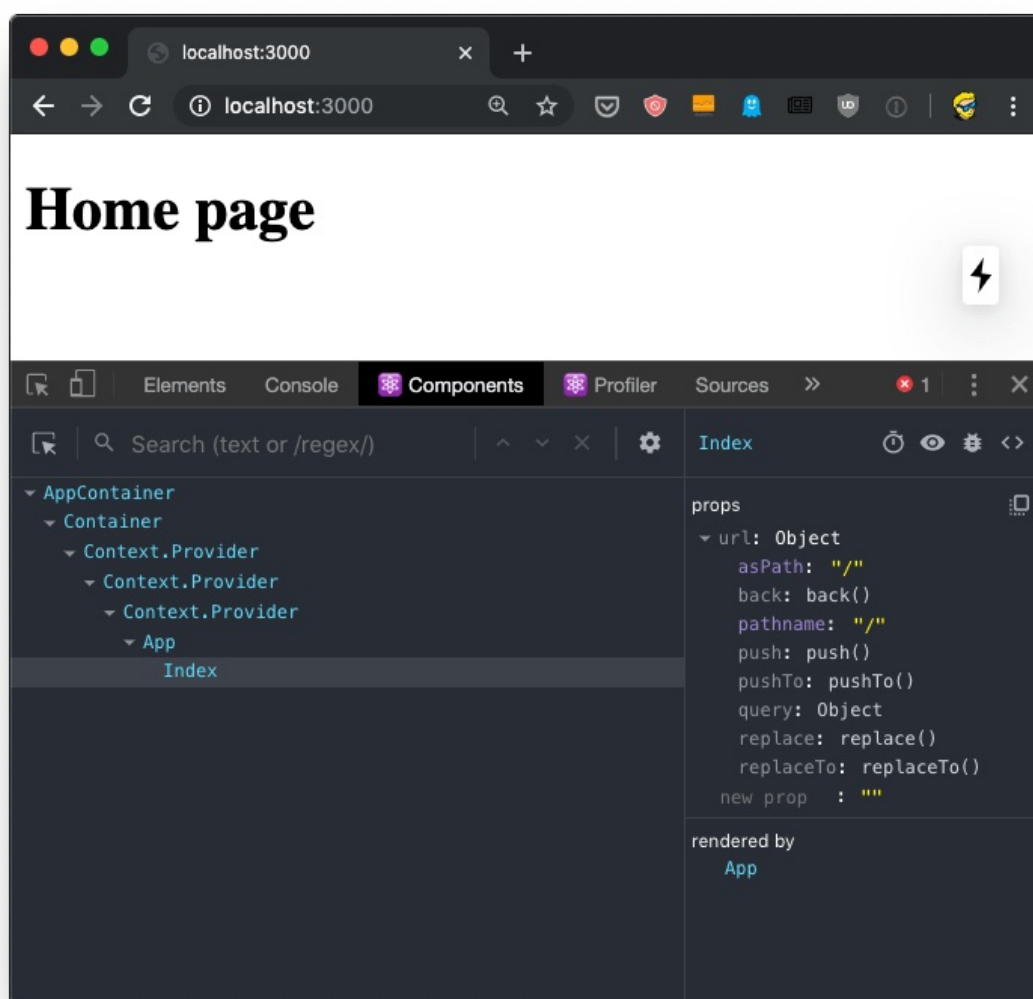 localhost:3000
localhost:3000
UD
Home page
Elements Console Components Profiler Sources 1
Search (text or /regex/)
Index
AppContainer
Container
Context.Provider
Context.Provider
Context.Provider
App
Index
props
url: Object
asPath: "/"
back: back()
pathname: "/"
push: push()
pushTo: pushTo()
query: Object
replace: replace()
replaceTo: replaceTo()
new prop : ""
rendered by
App